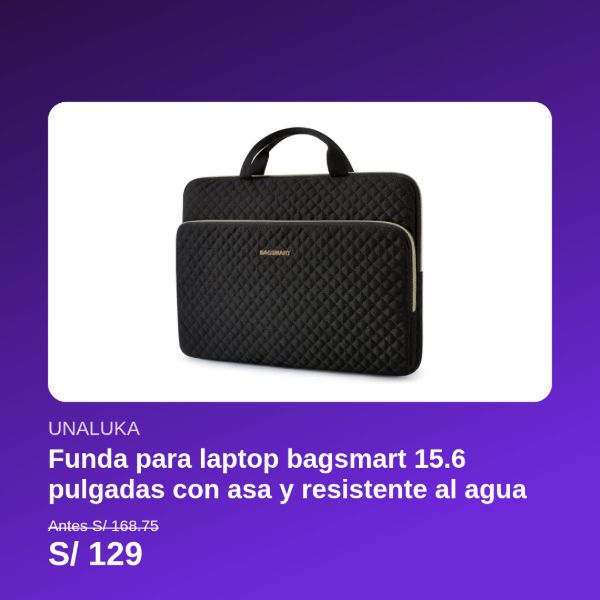 BAGSMART
UNALUKA
Funda para laptop bagsmart 15.6
pulgadas con asa y resistente al agua
Antes S/ 168.75
S/ 129